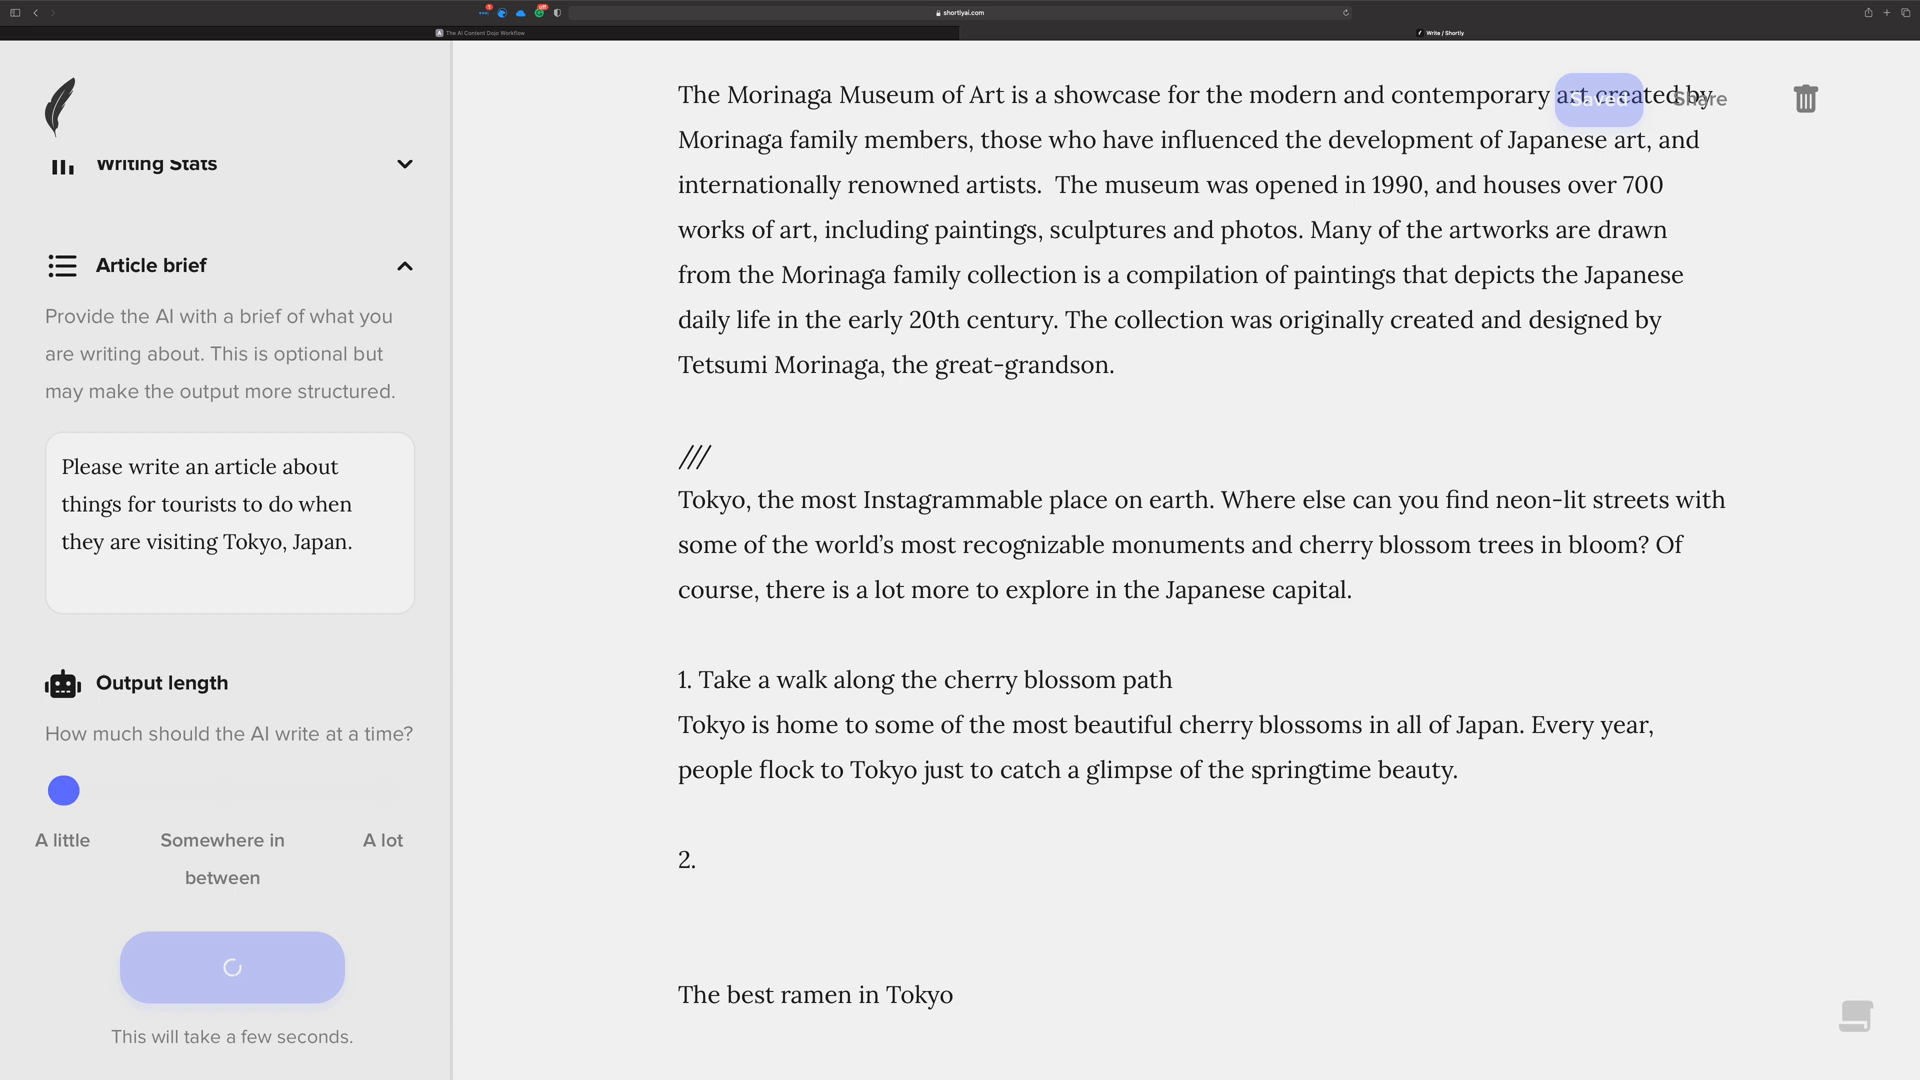 shortlyai.com
The AI Content Dojo Workflow
Write / Shortly
Writing Stats
Article brief
Provide the AI with a brief of what you
are writing about. This is optional but
may make the output more structured.
Please write an article about
things for tourists to do when
they are visiting Tokyo, Japan.
Output length
How much should the AI write at a time?
A little
Somewhere in
between
A lot
This will take a few seconds.
Saved
Share
The Morinaga Museum of Art is a showcase for the modern and contemporary art created by
Morinaga family members, those who have influenced the development of Japanese art, and
internationally renowned artists.  The museum was opened in 1990, and houses over 700
works of art, including paintings, sculptures and photos. Many of the artworks are drawn
from the Morinaga family collection is a compilation of paintings that depicts the Japanese
daily life in the early 20th century. The collection was originally created and designed by
Tetsumi Morinaga, the great-grandson.
///
Tokyo, the most Instagrammable place on earth. Where else can you find neon-lit streets with
some of the world’s most recognizable monuments and cherry blossom trees in bloom? Of
course, there is a lot more to explore in the Japanese capital.
1. Take a walk along the cherry blossom path
Tokyo is home to some of the most beautiful cherry blossoms in all of Japan. Every year,
people flock to Tokyo just to catch a glimpse of the springtime beauty.
2.
The best ramen in Tokyo